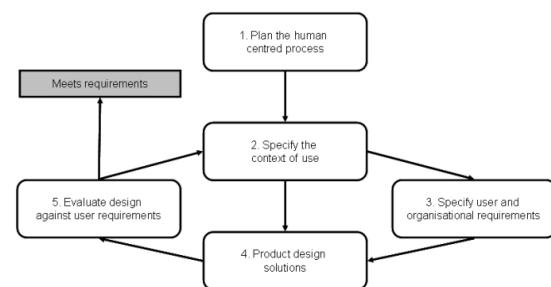 1. Plan the human
centred process
Meets requirements
2. Specify the
context of use
5. Evaluate design
against user requirements
3. Specify user and
organisational requirements
4. Product design
solutions